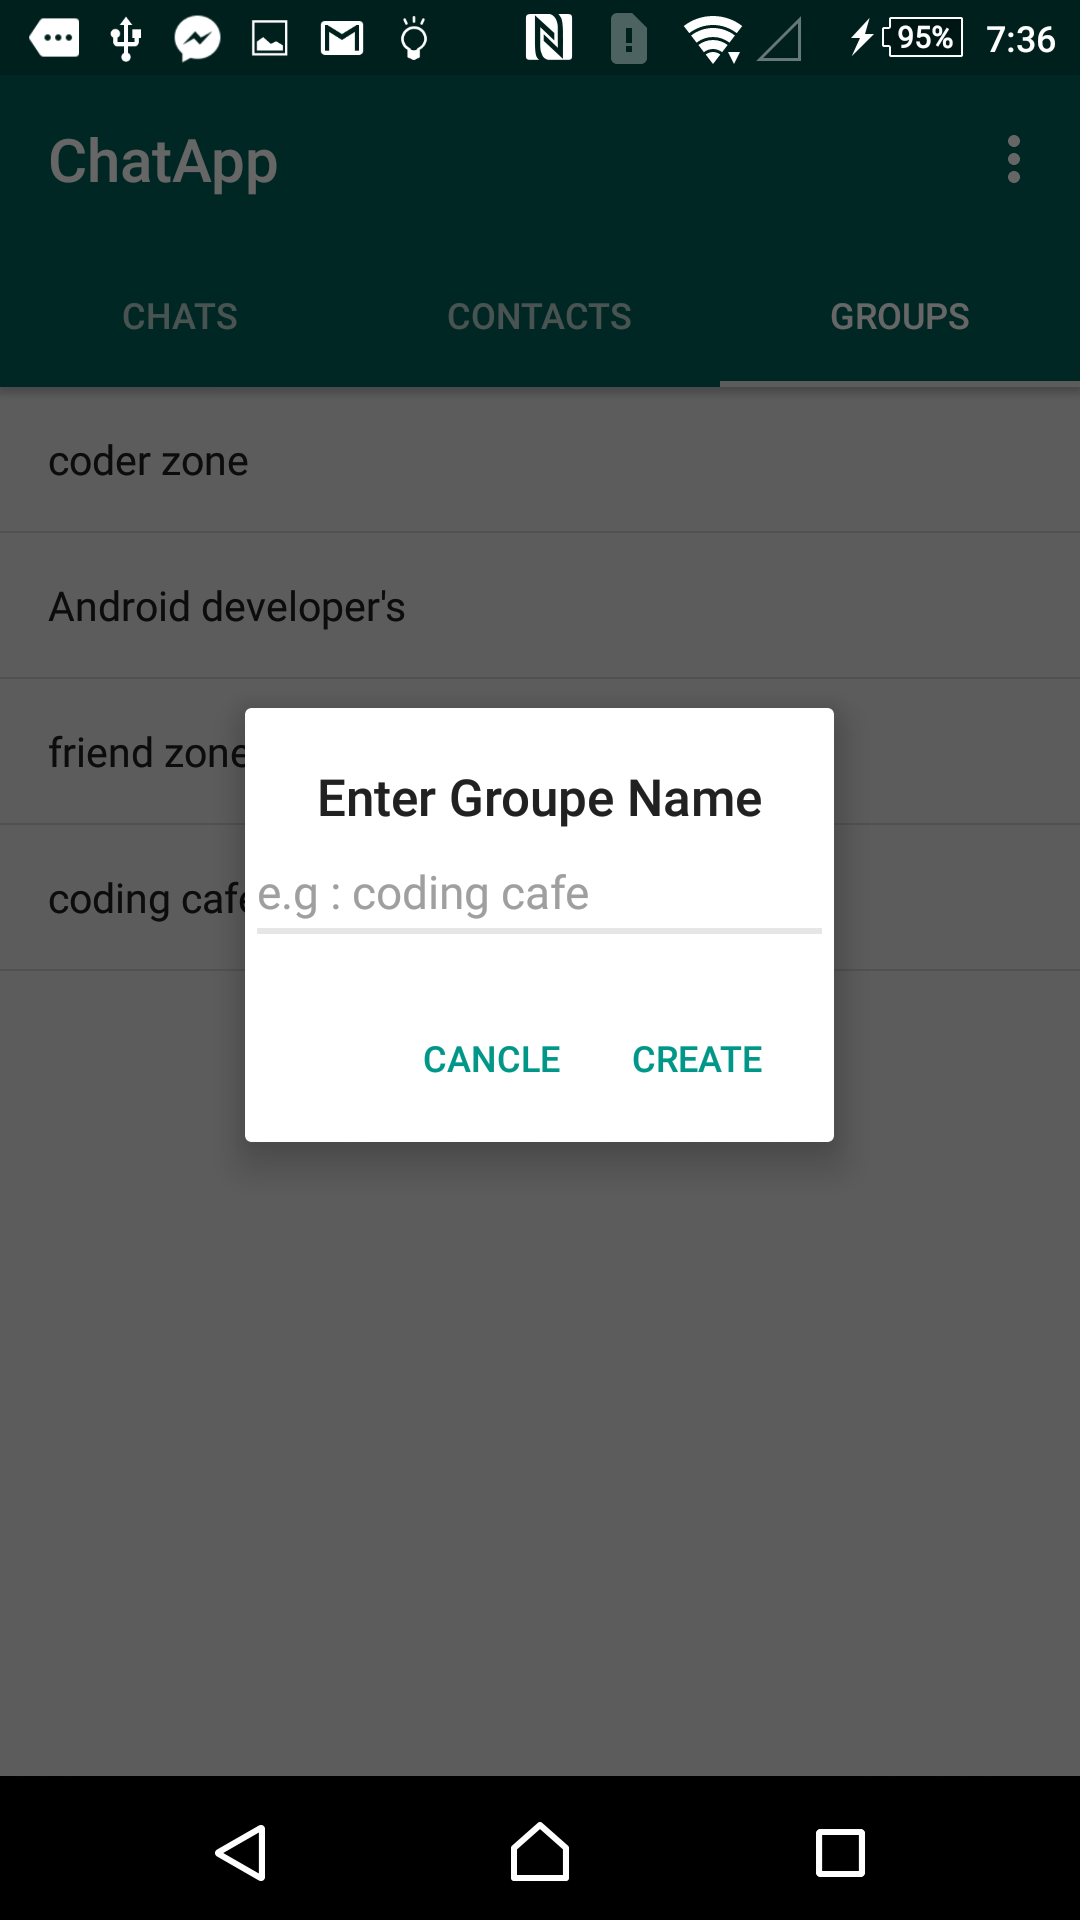 95% 7:36
ChatApp
CHATS CONTACTS GROUPS
coder zone
Android developer's
friend zone
coding cafe
Enter Groupe Name
e.g : coding cafe
CANCLE CREATE